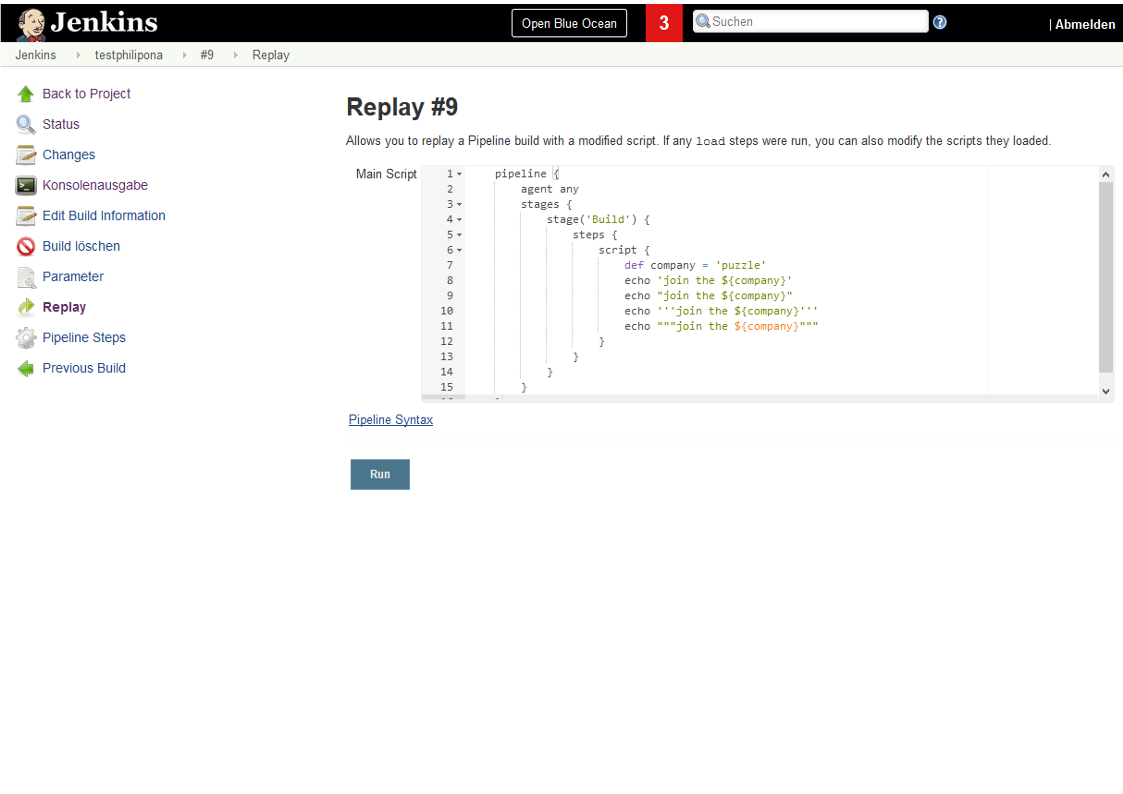 Jenkins
Open Blue Ocean
3
Suchen
?
| Abmelden
Jenkins
testphilipona
#9
Replay
Back to Project
Status
Changes
Konsolenausgabe
Edit Build Information
Build löschen
Parameter
Replay
Pipeline Steps
Previous Build
Replay #9
Allows you to replay a Pipeline build with a modified script. If any load steps were run, you can also modify the scripts they loaded.
Main Script
1 pipeline {
2 agent any
3 stages {
4 stage('Build') {
5 steps {
6 script {
7 def company = 'puzzle'
8 echo 'join the ${company}'
9 echo "join the ${company}"
10 echo '''join the ${company}'''
11 echo """join the ${company}"""
12 }
13 }
14 }
15 }
Pipeline Syntax
Run